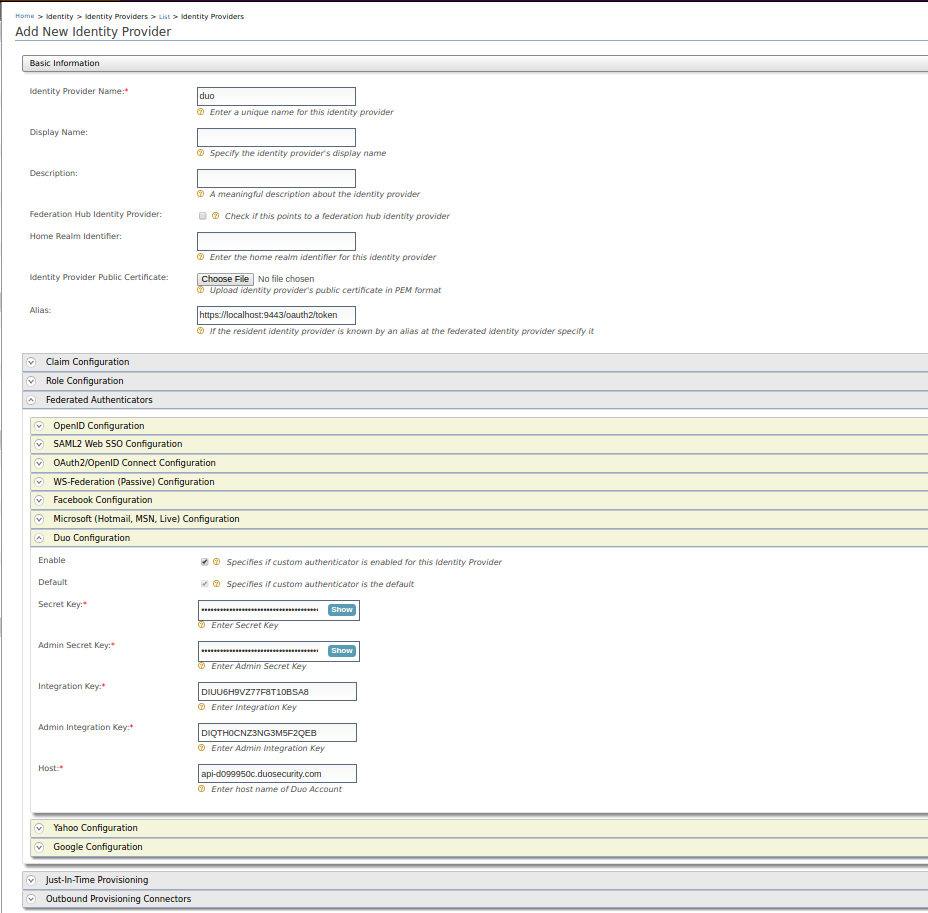 Home > Identity > Identity Providers > List > Identity Providers
Add New Identity Provider
Basic Information
Identity Provider Name:* duo
Enter a unique name for this identity provider
Display Name:
Specify the identity provider's display name
Description:
A meaningful description about the identity provider
Federation Hub Identity Provider: Check if this points to a federation hub identity provider
Home Realm Identifier:
Enter the home realm identifier for this identity provider
Identity Provider Public Certificate: Choose File No file chosen
Upload identity provider's public certificate in PEM format
Alias: https://localhost:9443/oauth2/token
If the resident identity provider is known by an alias at the federated identity provider specify it
Claim Configuration
Role Configuration
Federated Authenticators
OpenID Configuration
SAML2 Web SSO Configuration
OAuth2/OpenID Connect Configuration
WS-Federation (Passive) Configuration
Facebook Configuration
Microsoft (Hotmail, MSN, Live) Configuration
Duo Configuration
Enable Specifies if custom authenticator is enabled for this Identity Provider
Default Specifies if custom authenticator is the default
Secret Key:* Show
Enter Secret Key
Admin Secret Key:* Show
Enter Admin Secret Key
Integration Key:* DIUU6H9VZ77F8T10BSA8
Enter Integration Key
Admin Integration Key:* DIQTH0CNZ3NG3M5F2QEB
Enter Admin Integration Key
Host:* api-d099950c.duosecurity.com
Enter host name of Duo Account
Yahoo Configuration
Google Configuration
Just-In-Time Provisioning
Outbound Provisioning Connectors